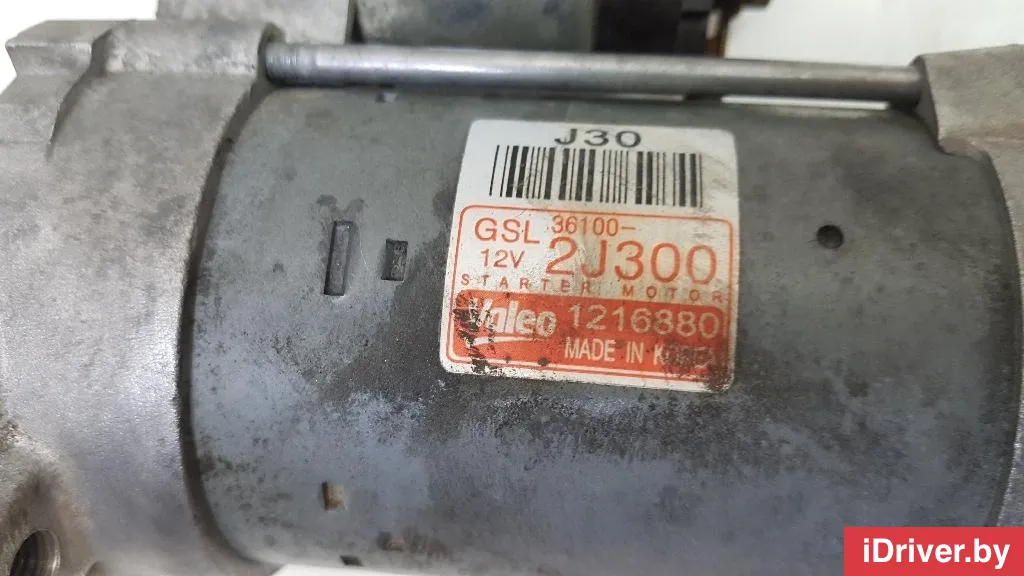 J30
GSL 36100-
12V 2J300
STARTER MOTOR
Valeo 1216880
MADE IN KOREA
iDriver.by